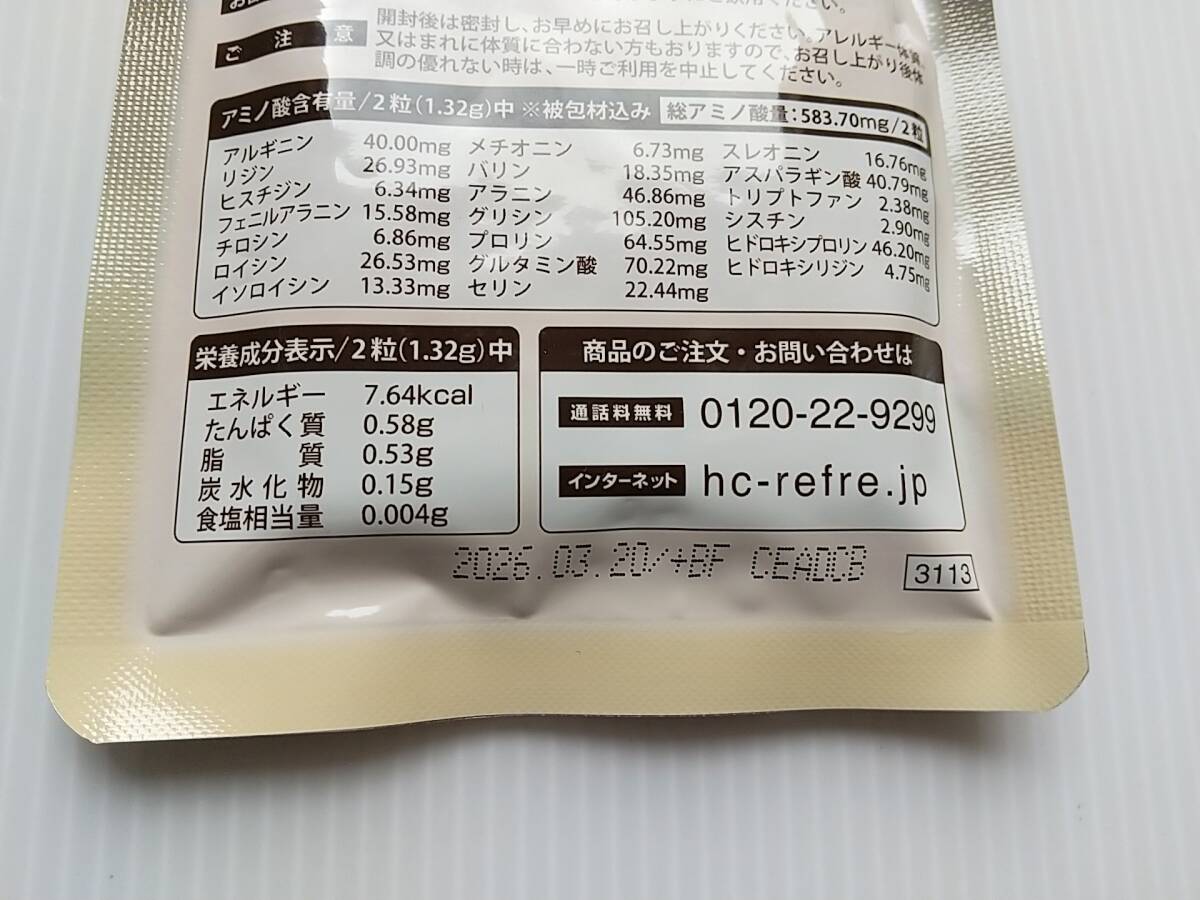 ご注意
開封後は密封し、お早めにお召し上がりください。アレルギー体質、
又はまれに体質に合わない方もおりますので、お召し上がり後体
調の優れない時は、一時ご利用を中止してください。
アミノ酸含有量/2粒(1.32g)中 ※被包材込み 総アミノ酸量:583.70mg/2粒
アルギニン 40.00mg メチオニン 6.73mg スレオニン 16.76mg
リジン 26.93mg バリン 18.35mg アスパラギン酸 40.79mg
ヒスチジン 6.34mg アラニン 46.86mg トリプトファン 2.38mg
フェニルアラニン 15.58mg グリシン 105.20mg シスチン 2.90mg
チロシン 6.86mg プロリン 64.55mg ヒドロキシプロリン 46.20mg
ロイシン 26.53mg グルタミン酸 70.22mg ヒドロキシリジン 4.75mg
イソロイシン 13.33mg セリン 22.44mg
栄養成分表示/2粒(1.32g)中
エネルギー 7.64kcal
たんぱく質 0.58g
脂質 0.53g
炭水化物 0.15g
食塩相当量 0.004g
商品のご注文・お問い合わせは
通話料無料 0120-22-9299
インターネット hc-refre.jp
2026.03.20/+BF CEADCB
3113